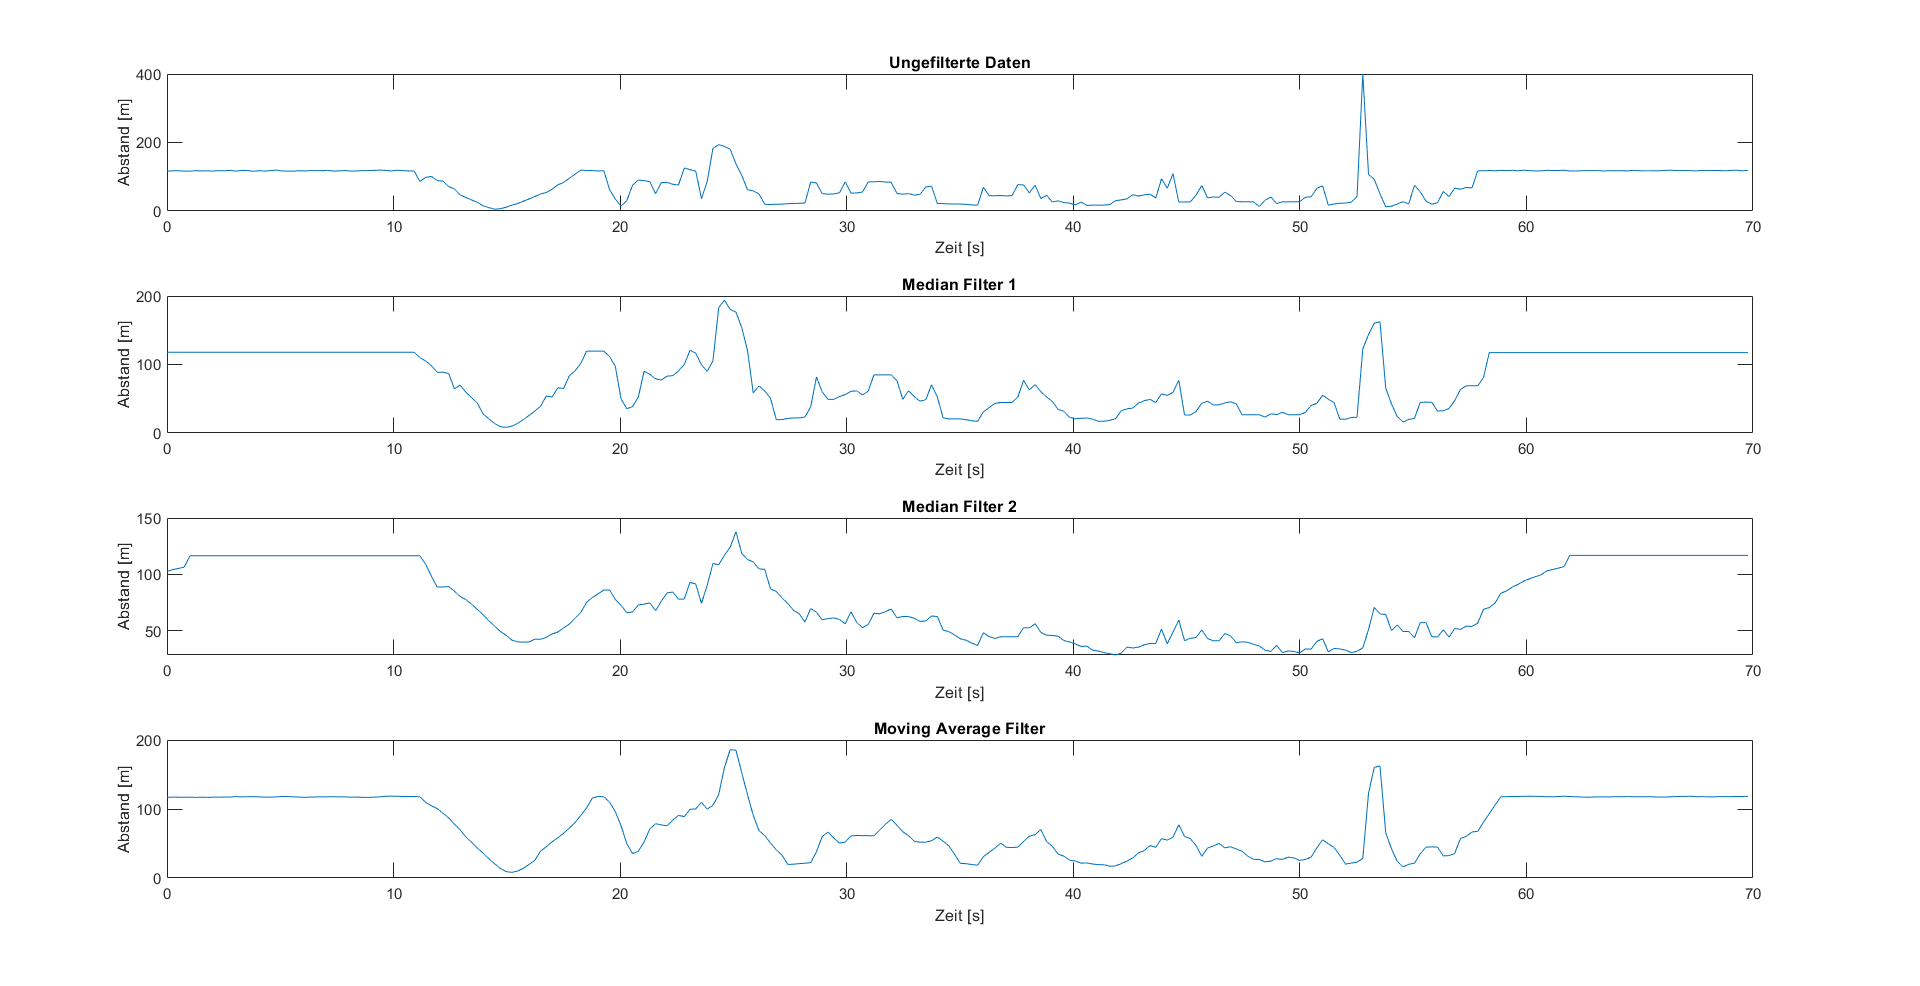 Ungefilterte Daten
400
200
0
Abstand [m]
0 10 20 30 40 50 60 70
Zeit [s]
Median Filter 1
200
100
0
Abstand [m]
0 10 20 30 40 50 60 70
Zeit [s]
Median Filter 2
150
100
50
Abstand [m]
0 10 20 30 40 50 60 70
Zeit [s]
Moving Average Filter
200
100
0
Abstand [m]
0 10 20 30 40 50 60 70
Zeit [s]